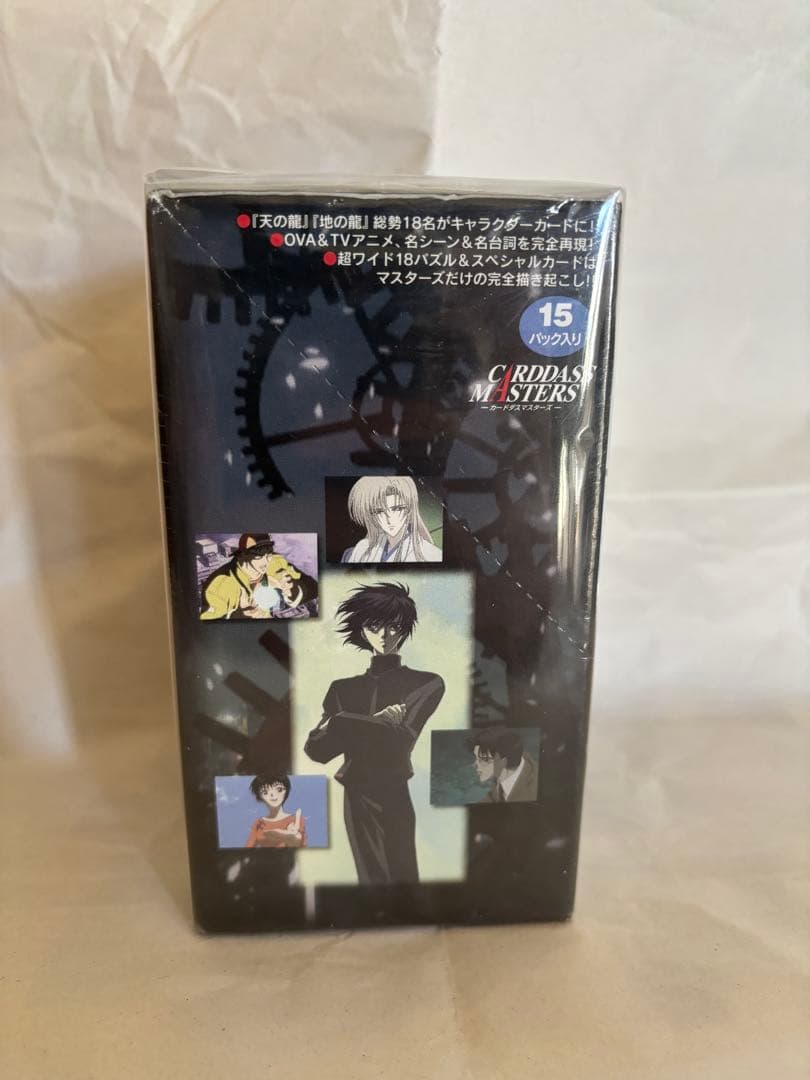 ●『天の龍』『地の龍』総勢18名がキャラクターカードに!
●OVA&TVアニメ、名シーン&名台詞を完全再現!
●超ワイド18パズル&スペシャルカードは
マスターズだけの完全描き起こし!!
15
パック入り
CARDDASS
MASTERS
―カードダスマスターズ―